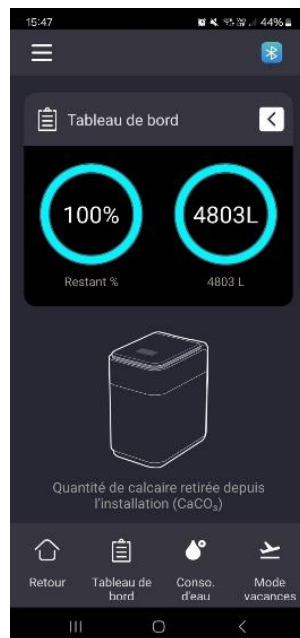 15:47
44%
Tableau de bord
100%
4803L
Restant %
4803 L
Quantité de calcaire retirée depuis
l'installation (CaCO₃)
Retour
Tableau de
bord
Conso.
d'eau
Mode
vacances